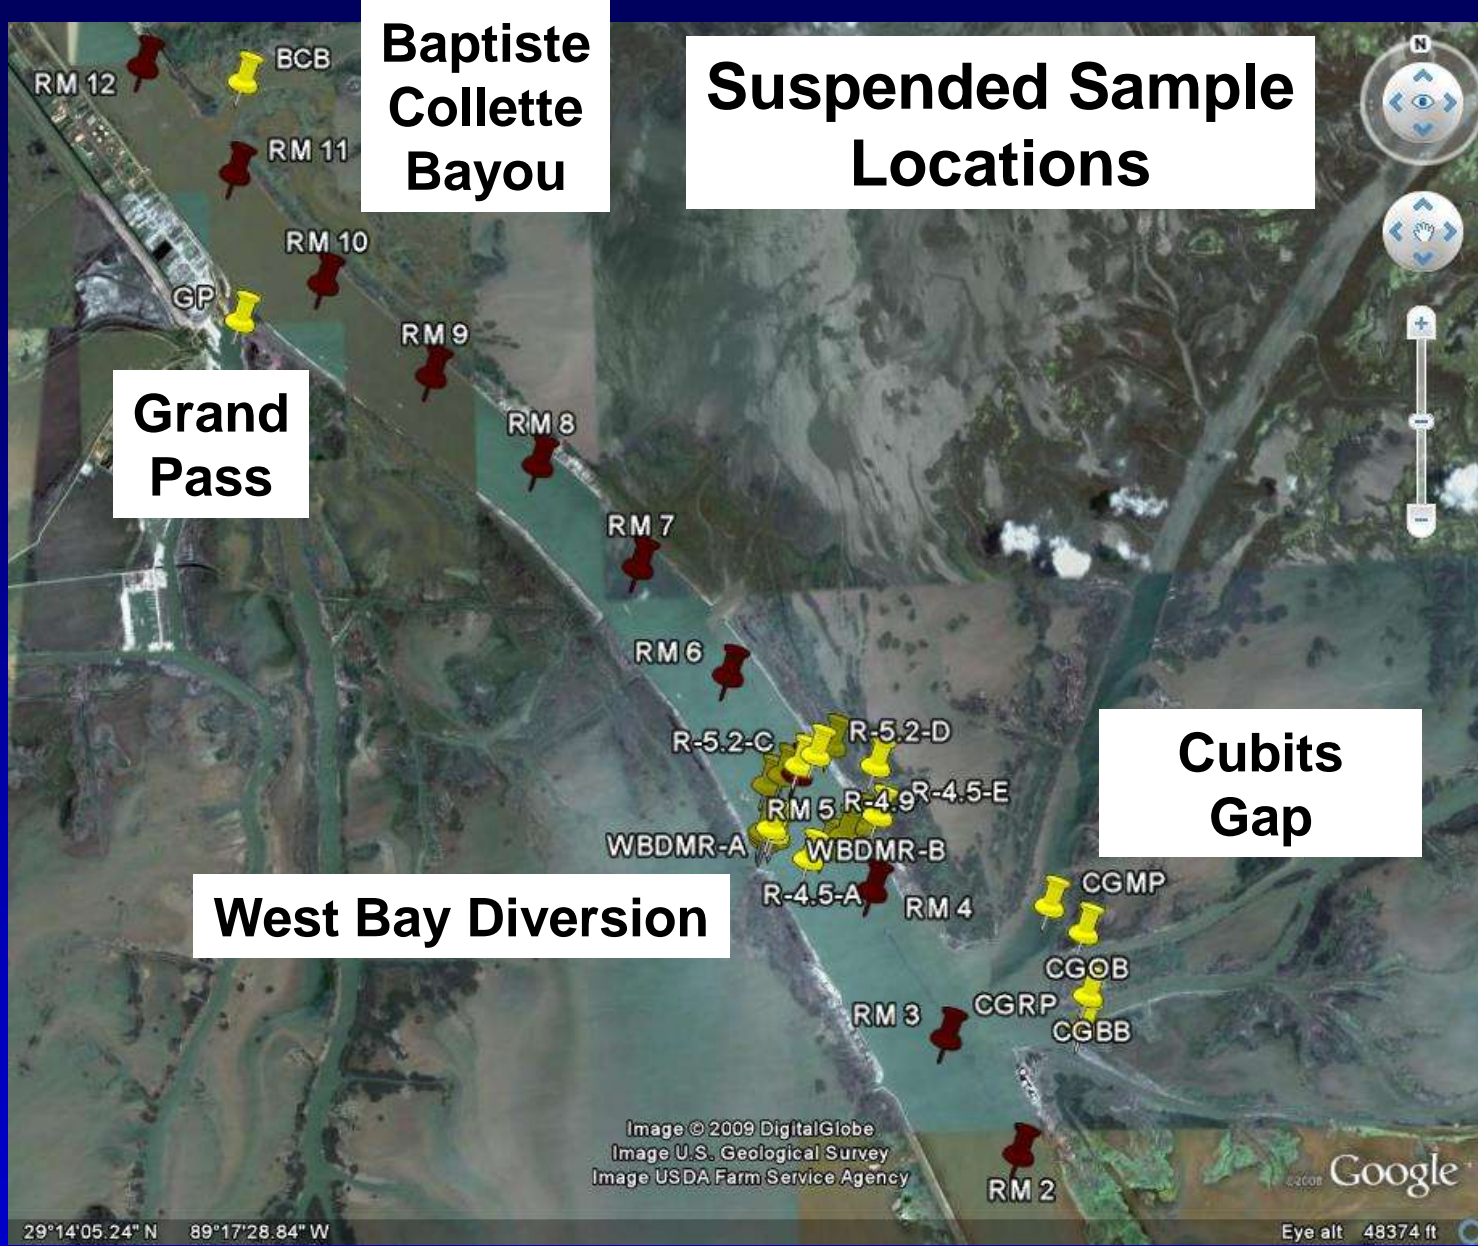 Baptiste
Collette
Bayou
Suspended Sample
Locations
N
RM 12
BCB
RM 11
RM 10
GP
RM 9
Grand
Pass
RM 8
RM 7
RM 6
R-5.2-C
R-5.2-D
Cubits
Gap
RM 5
R-4.9
R-4.5-E
WBDMR-A
WBDMR-B
R-4.5-A
RM 4
CGMP
West Bay Diversion
CGOB
RM 3
CGRP
CGBB
Image © 2009 DigitalGlobe
Image U.S. Geological Survey
Image USDA Farm Service Agency
©2008 Google
RM 2
29°14'05.24" N 89°17'28.84" W
Eye alt 48374 ft